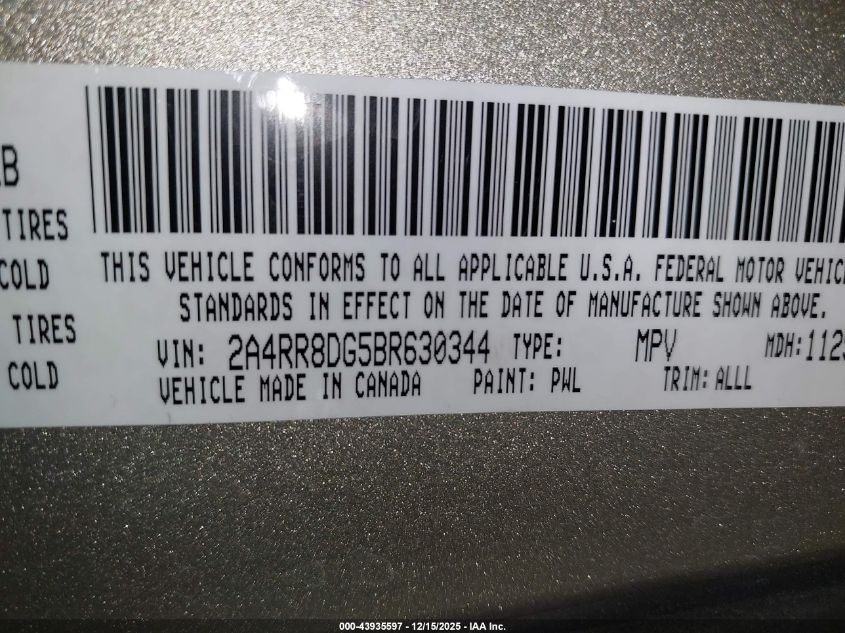 B
TIRES
COLD
TIRES
COLD
THIS VEHICLE CONFORMS TO ALL APPLICABLE U.S.A. FEDERAL MOTOR VEHIC
STANDARDS IN EFFECT ON THE DATE OF MANUFACTURE SHOWN ABOVE.
VIN: 2A4RR8DG5BR630344 TYPE: MPV MDH:112
VEHICLE MADE IN CANADA PAINT: PWL TRIM: ALLL
000-43935597 - 12/15/2025 - IAA Inc.